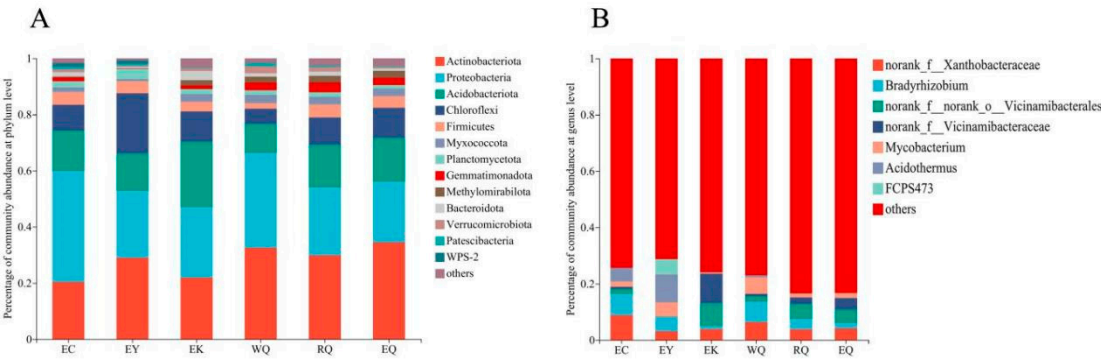 A
Percentage of community abundance at phylum level
1
0.8
0.6
0.4
0.2
0
EC
EY
EK
WQ
RQ
EQ
Actinobacteriota
Proteobacteria
Acidobacteriota
Chloroflexi
Firmicutes
Myxococcota
Planctomycetota
Gemmatimonadota
Methylomirabilota
Bacteroidota
Verrucomicrobiota
Patescibacteria
WPS-2
others
B
Percentage of community abundance at genus level
1
0.8
0.6
0.4
0.2
0
EC
EY
EK
WQ
RQ
EQ
norank_f__Xanthobacteraceae
Bradyrhizobium
norank_f__norank_o__Vicinamibacterales
norank_f__Vicinamibacteraceae
Mycobacterium
Acidothermus
FCPS473
others